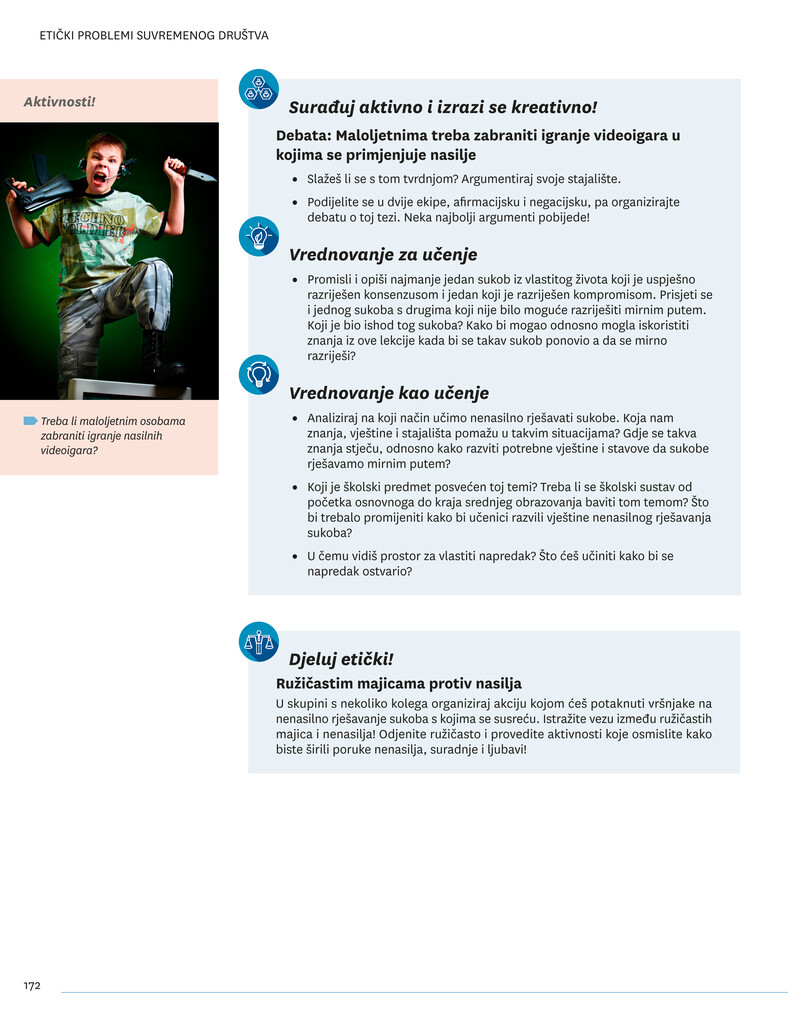 ETIČKI PROBLEMI SUVREMENOG DRUŠTVA
Aktivnosti!
TECHNO
SOLDIER
Treba li maloljetnim osobama
zabraniti igranje nasilnih
videoigara?
Surađuj aktivno i izrazi se kreativno!
Debata: Maloljetnima treba zabraniti igranje videoigara u
kojima se primjenjuje nasilje
• Slažeš li se s tom tvrdnjom? Argumentiraj svoje stajalište.
• Podijelite se u dvije ekipe, afirmacijsku i negacijsku, pa organizirajte
debatu o toj tezi. Neka najbolji argumenti pobijede!
Vrednovanje za učenje
• Promisli i opiši najmanje jedan sukob iz vlastitog života koji je uspješno
razriješen konsenzusom i jedan koji je razriješen kompromisom. Prisjeti se
i jednog sukoba s drugima koji nije bilo moguće razriješiti mirnim putem.
Koji je bio ishod tog sukoba? Kako bi mogao odnosno mogla iskoristiti
znanja iz ove lekcije kada bi se takav sukob ponovio a da se mirno
razriješi?
Vrednovanje kao učenje
• Analiziraj na koji način učimo nenasilno rješavati sukobe. Koja nam
znanja, vještine i stajališta pomažu u takvim situacijama? Gdje se takva
znanja stječu, odnosno kako razviti potrebne vještine i stavove da sukobe
rješavamo mirnim putem?
• Koji je školski predmet posvećen toj temi? Treba li se školski sustav od
početka osnovnoga do kraja srednjeg obrazovanja baviti tom temom? Što
bi trebalo promijeniti kako bi učenici razvili vještine nenasilnog rješavanja
sukoba?
• U čemu vidiš prostor za vlastiti napredak? Što ćeš učiniti kako bi se
napredak ostvario?
Djeluj etički!
Ružičastim majicama protiv nasilja
U skupini s nekoliko kolega organiziraj akciju kojom ćeš potaknuti vršnjake na
nenasilno rješavanje sukoba s kojima se susreću. Istražite vezu između ružičastih
majica i nenasilja! Odjenite ružičasto i provedite aktivnosti koje osmislite kako
biste širili poruke nenasilja, suradnje i ljubavi!
172